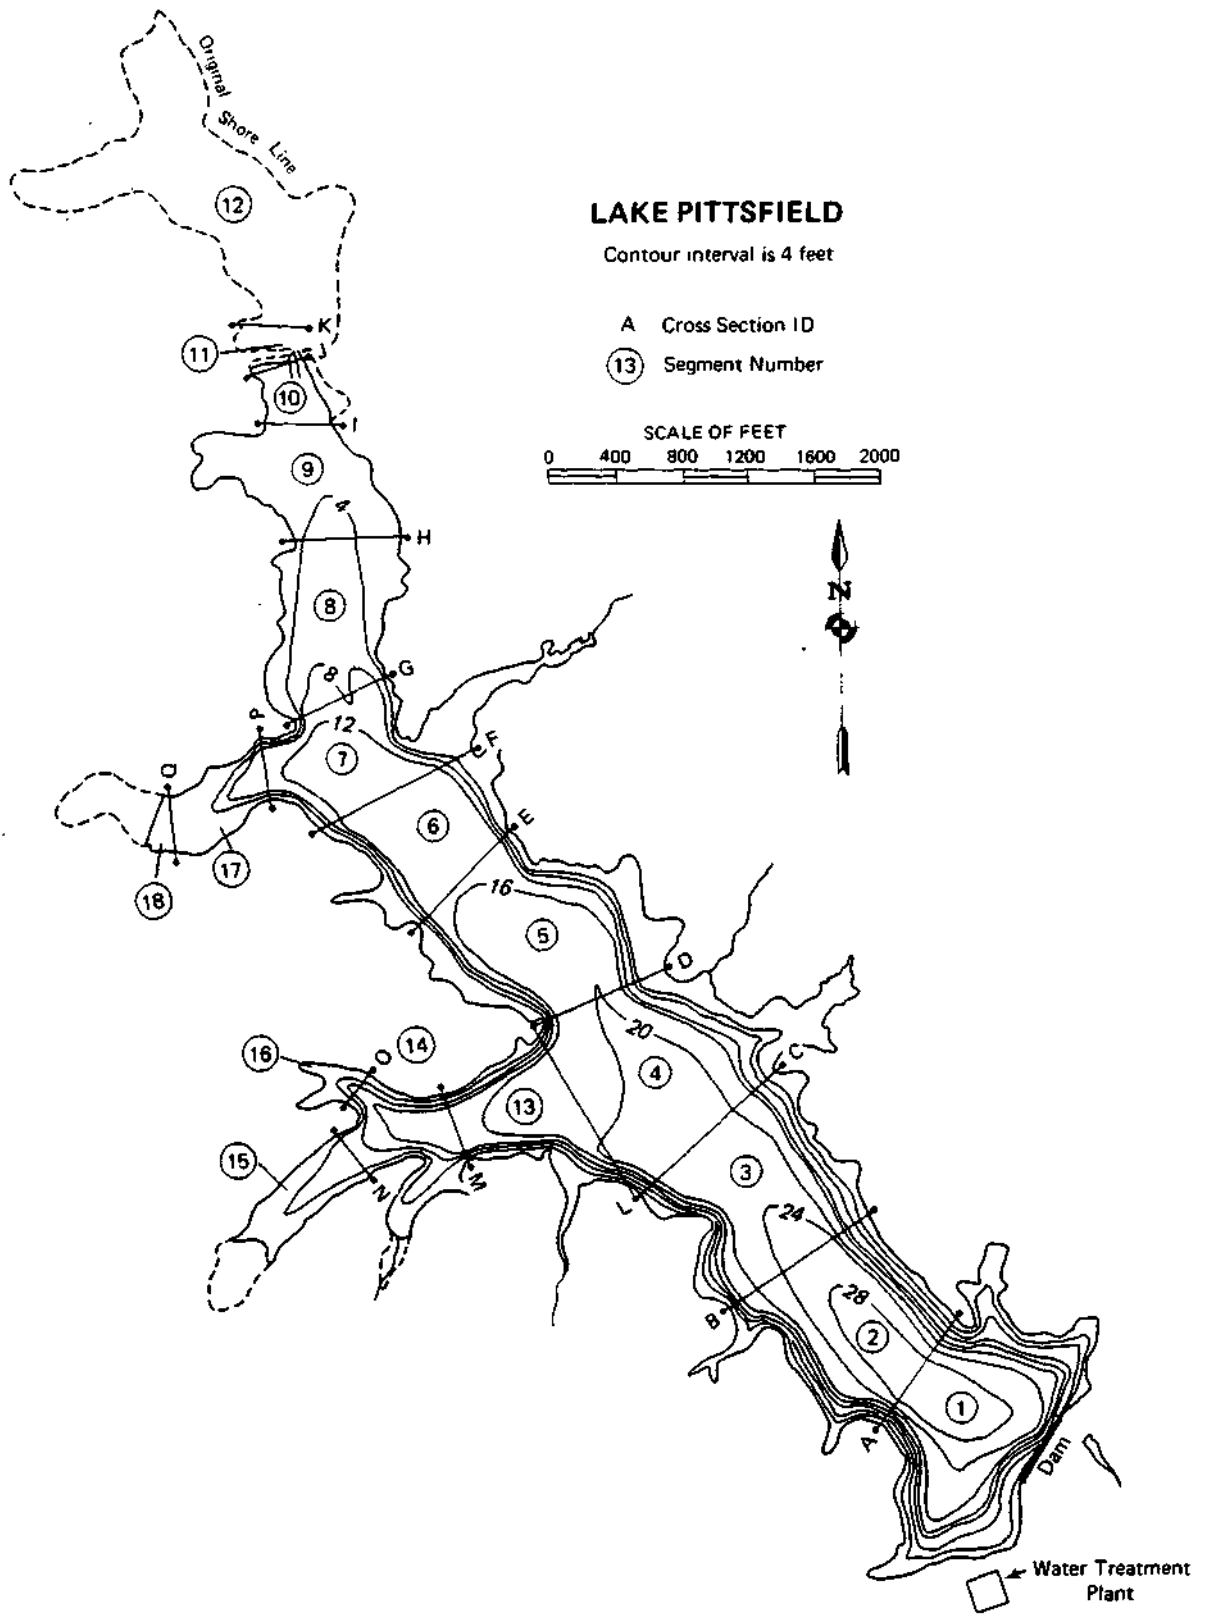 Original
Shore Line
12
LAKE PITTSFIELD
Contour interval is 4 feet
A Cross Section ID
13 Segment Number
SCALE OF FEET
0 400 800 1200 1600 2000
N
K
11
J
10
I
9
4
H
8
8
G
P
12
F
7
Q
6
E
17
18
16
5
D
20
16
O
14
C
4
13
15
3
N
M
L
24
28
B
2
1
A
Dam
Water Treatment
Plant